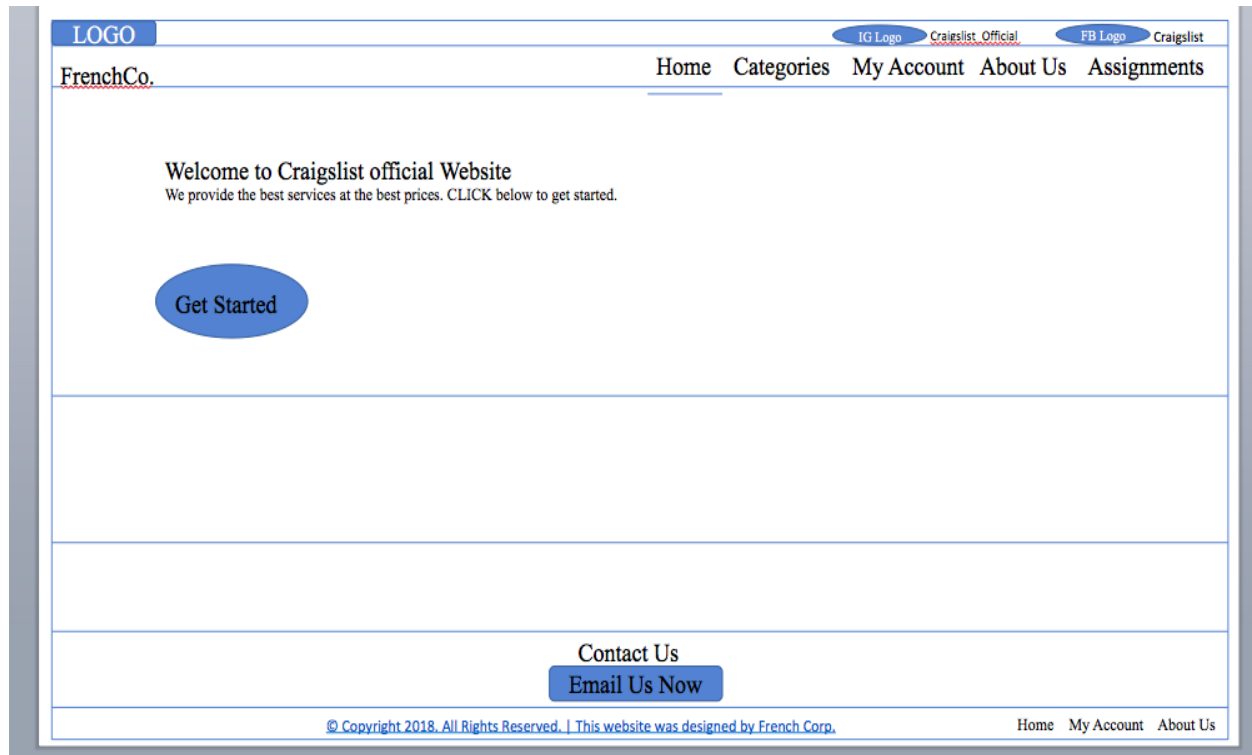 LOGO
IG Logo Craigslist_Official FB Logo Craigslist
FrenchCo. Home Categories My Account About Us Assignments
Welcome to Craigslist official Website
We provide the best services at the best prices. CLICK below to get started.
Get Started
Contact Us
Email Us Now
© Copyright 2018. All Rights Reserved. | This website was designed by French Corp.
Home My Account About Us